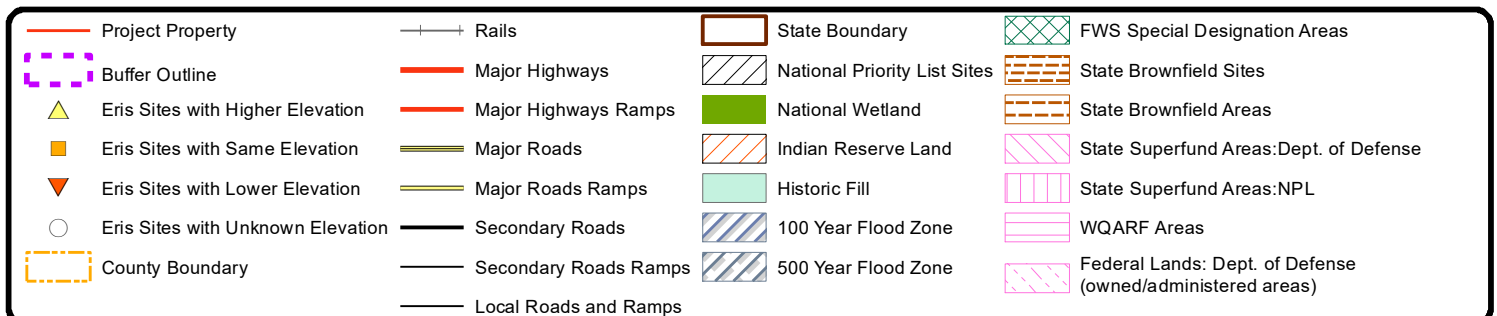 Project Property
Buffer Outline
Eris Sites with Higher Elevation
Eris Sites with Same Elevation
Eris Sites with Lower Elevation
Eris Sites with Unknown Elevation
County Boundary
Rails
Major Highways
Major Highways Ramps
Major Roads
Major Roads Ramps
Secondary Roads
Secondary Roads Ramps
Local Roads and Ramps
State Boundary
National Priority List Sites
National Wetland
Indian Reserve Land
Historic Fill
100 Year Flood Zone
500 Year Flood Zone
FWS Special Designation Areas
State Brownfield Sites
State Brownfield Areas
State Superfund Areas:Dept. of Defense
State Superfund Areas:NPL
WQARF Areas
Federal Lands: Dept. of Defense
(owned/administered areas)